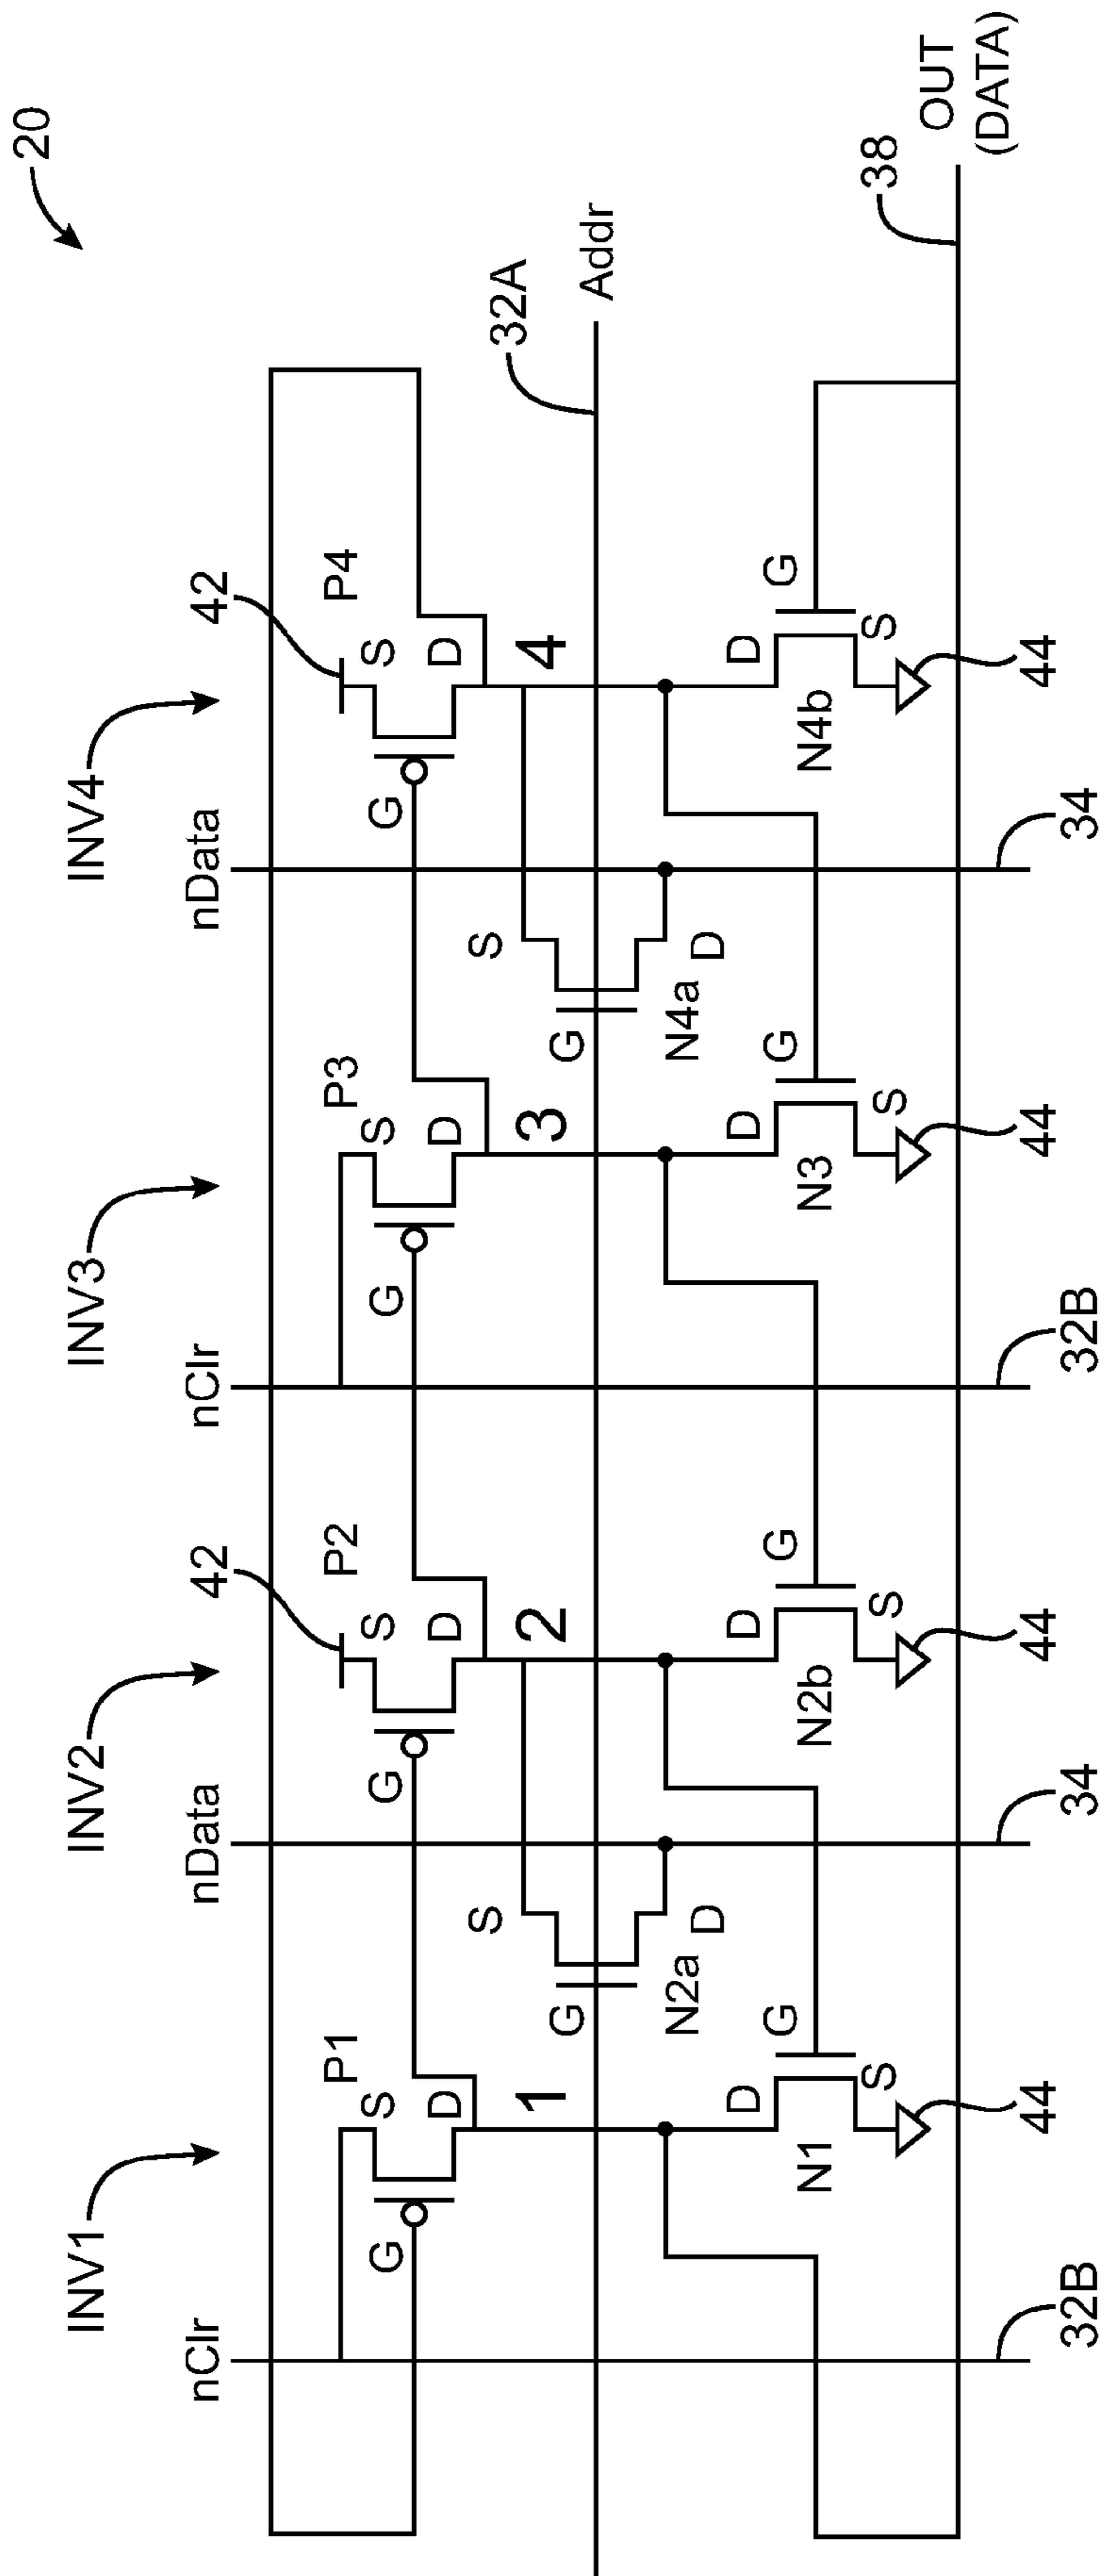 20
INV1
INV2
INV3
INV4
nClr
nData
nClr
nData
42
42
P1
P2
P3
P4
S
S
S
S
G
G
G
G
D
D
D
D
32A
S
S
1
2
3
4
G
G
Addr
N2a
N4a
D
D
D
D
D
D
G
G
G
G
N1
N2b
N3
N4b
S
S
S
S
38
OUT
(DATA)
44
44
44
44
32B
34
32B
34